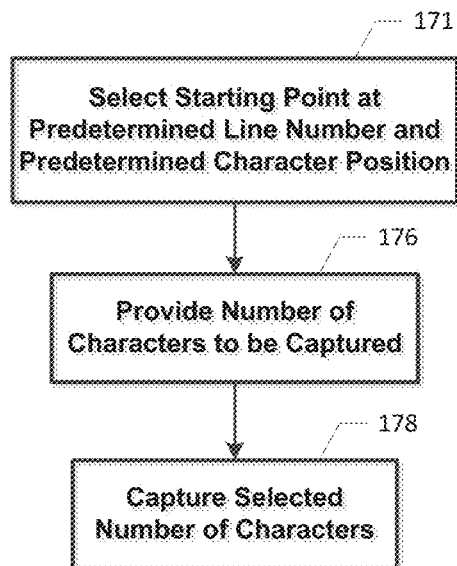 171
Select Starting Point at
Predetermined Line Number and
Predetermined Character Position
176
Provide Number of
Characters to be Captured
178
Capture Selected
Number of Characters